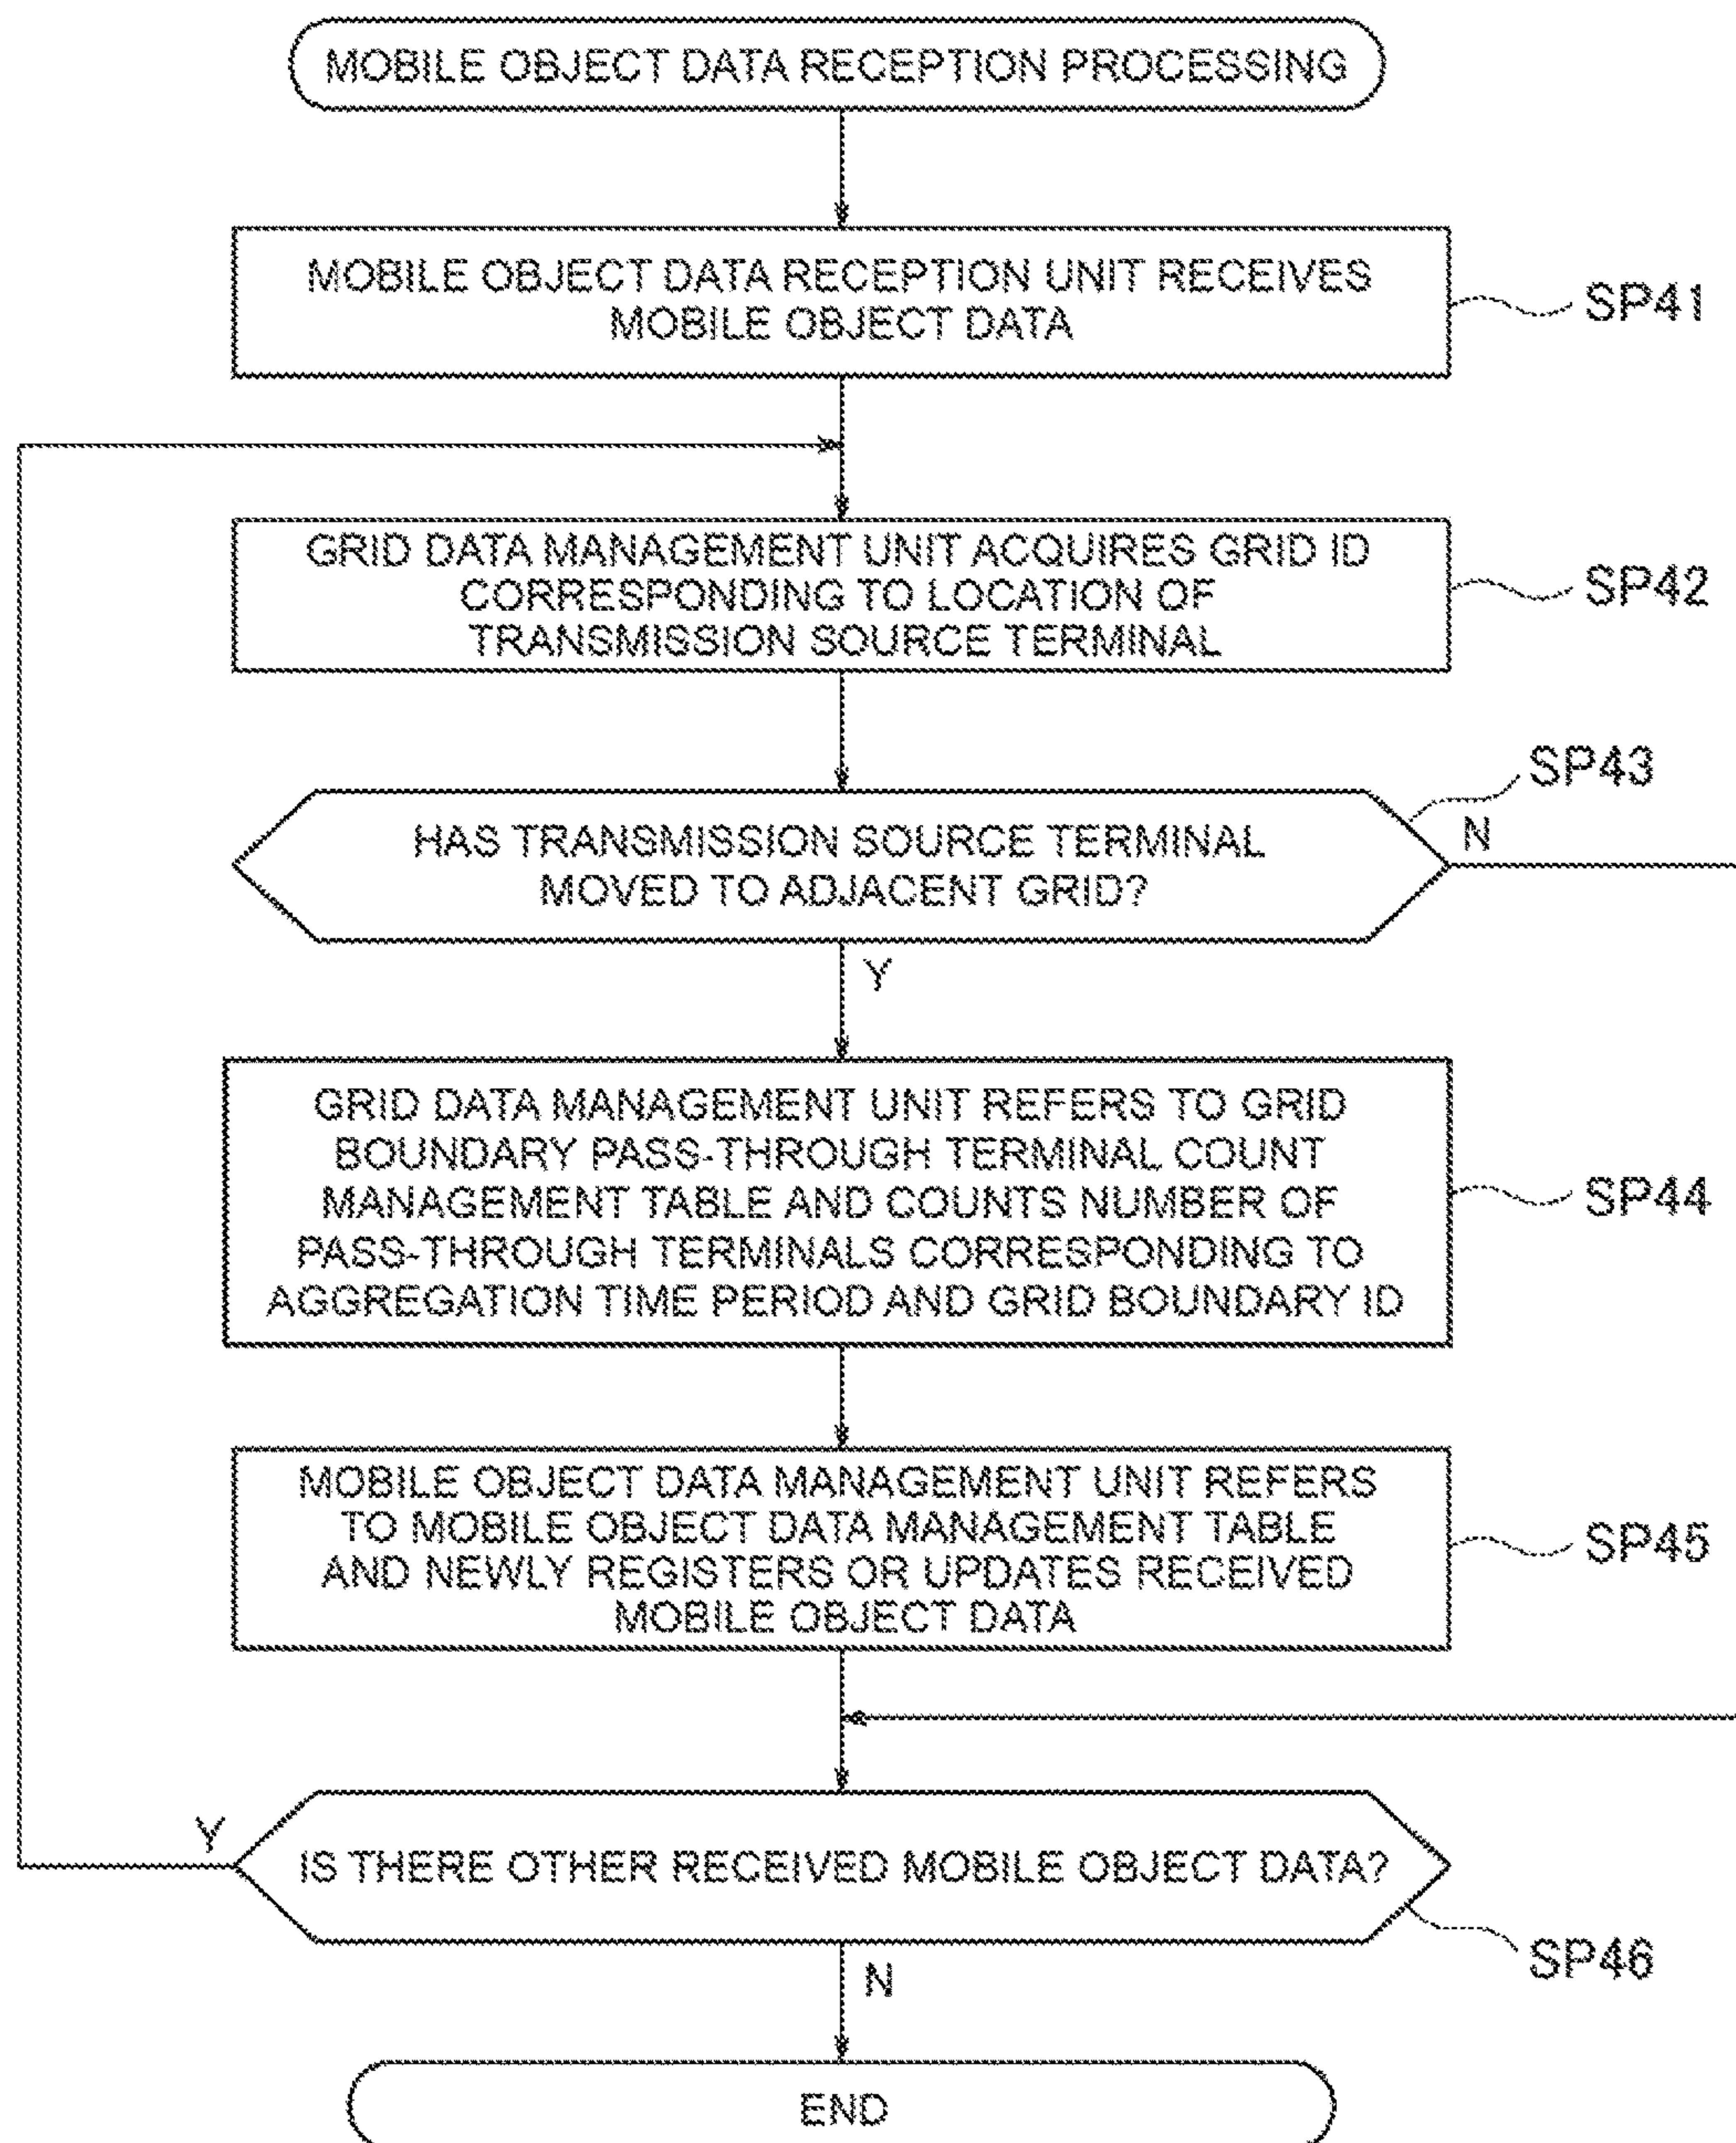 MOBILE OBJECT DATA RECEPTION PROCESSING
MOBILE OBJECT DATA RECEPTION UNIT RECEIVES
MOBILE OBJECT DATA
SP41
GRID DATA MANAGEMENT UNIT ACQUIRES GRID ID
CORRESPONDING TO LOCATION OF
TRANSMISSION SOURCE TERMINAL
SP42
SP43
HAS TRANSMISSION SOURCE TERMINAL
MOVED TO ADJACENT GRID?
N
Y
GRID DATA MANAGEMENT UNIT REFERS TO GRID
BOUNDARY PASS-THROUGH TERMINAL COUNT
MANAGEMENT TABLE AND COUNTS NUMBER OF
PASS-THROUGH TERMINALS CORRESPONDING TO
AGGREGATION TIME PERIOD AND GRID BOUNDARY ID
SP44
MOBILE OBJECT DATA MANAGEMENT UNIT REFERS
TO MOBILE OBJECT DATA MANAGEMENT TABLE
AND NEWLY REGISTERS OR UPDATES RECEIVED
MOBILE OBJECT DATA
SP45
Y
IS THERE OTHER RECEIVED MOBILE OBJECT DATA?
SP46
N
END